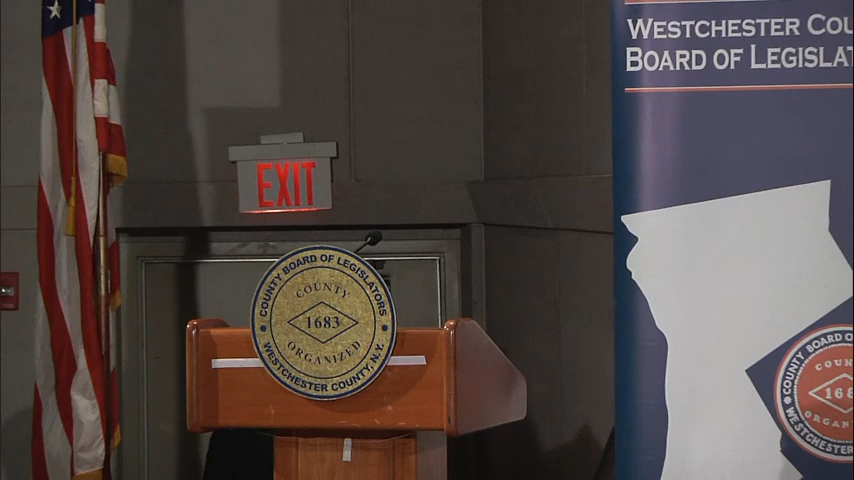 WESTCHESTER COU
BOARD OF LEGISLAT
EXIT
COUNTY BOARD OF LEGISLATORS
COUNTY
1683
ORGANIZED
WESTCHESTER COUNTY, N.Y.
COUNTY BOARD O
COUN
168
ORGAN
WESTCHESTER